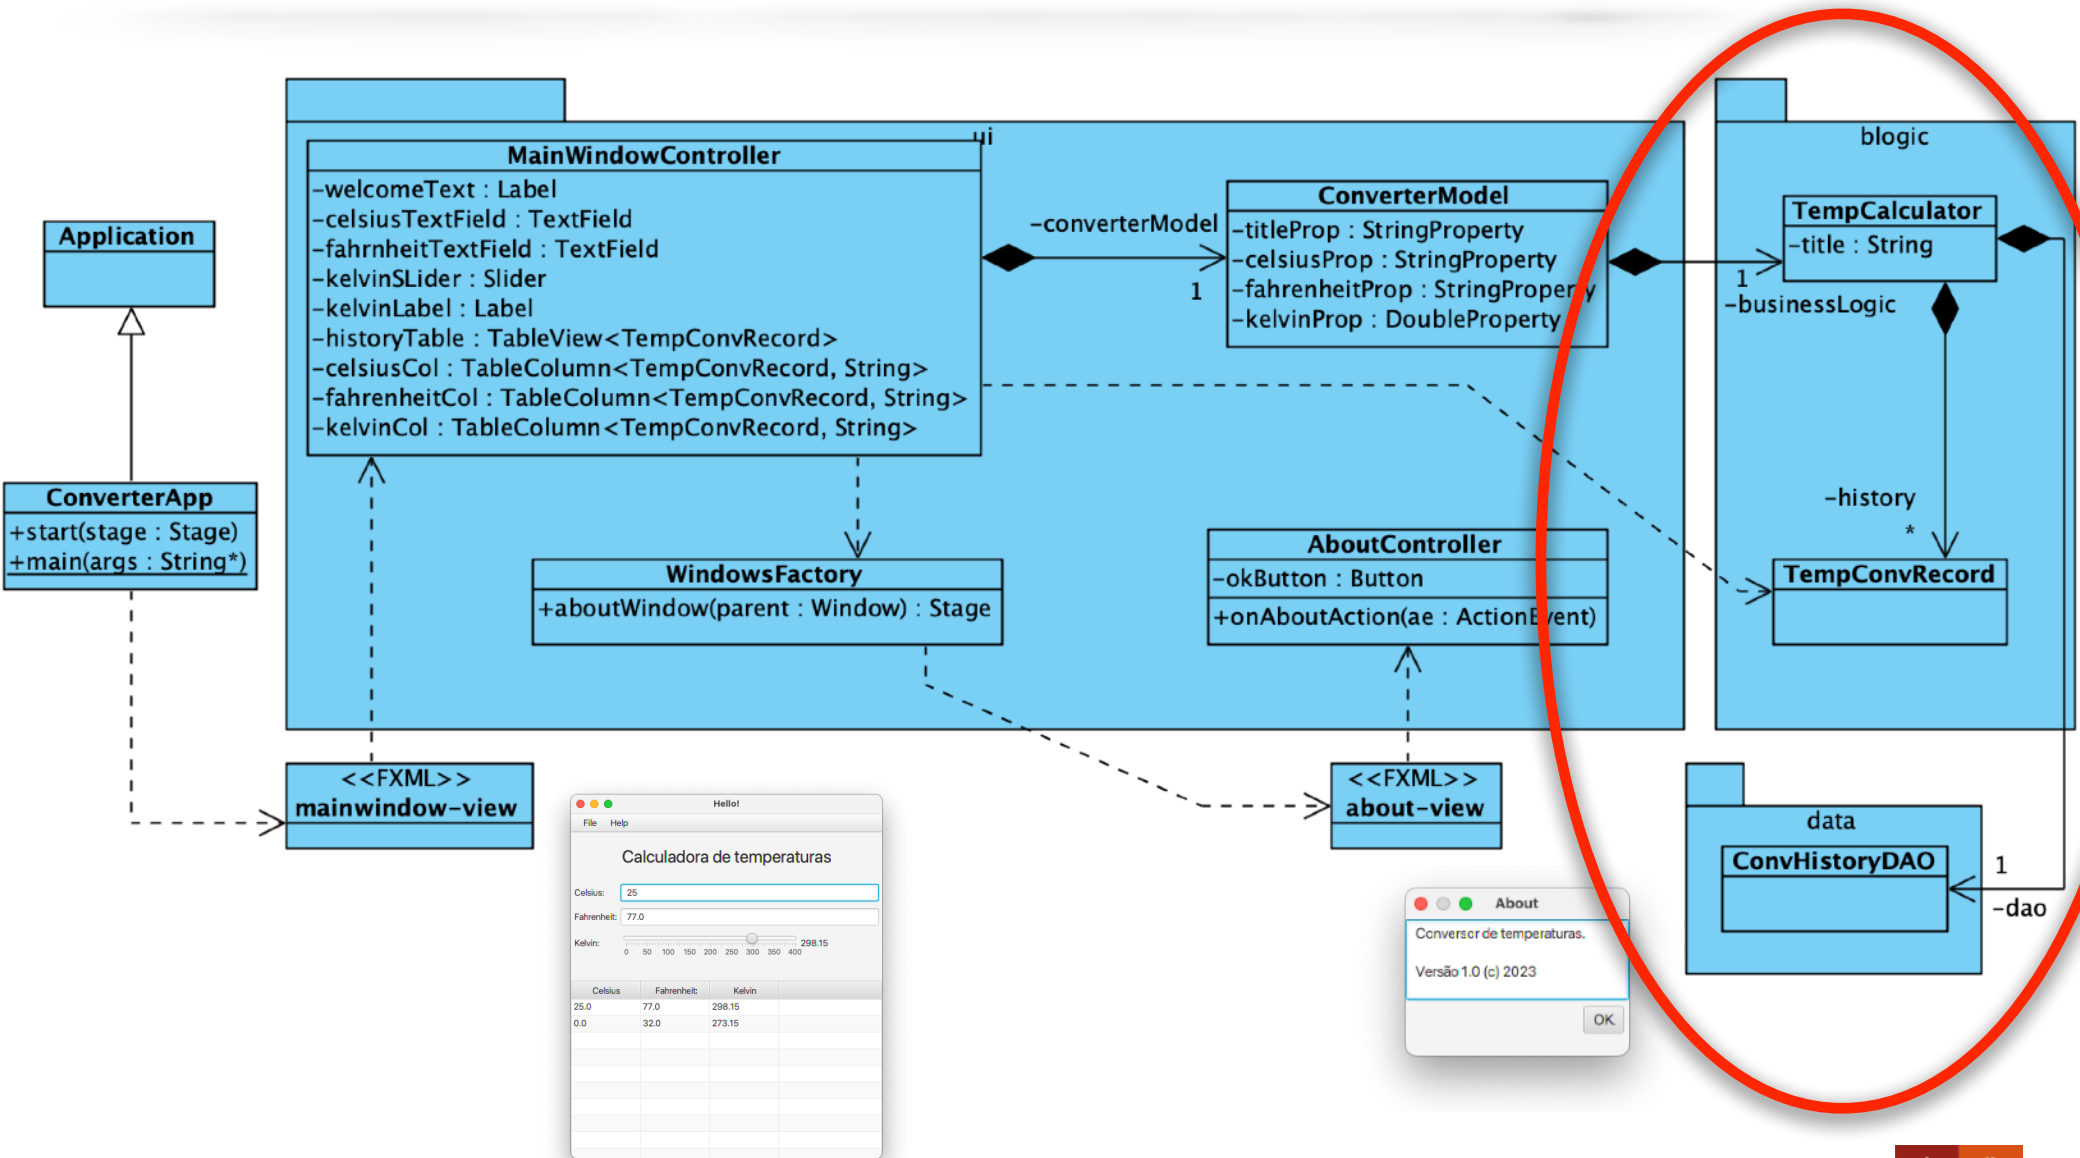 ui
MainWindowController
-welcomeText : Label
-celsiusTextField : TextField
-fahrnheitTextField : TextField
-kelvinSLider : Slider
-kelvinLabel : Label
-historyTable : TableView<TempConvRecord>
-celsiusCol : TableColumn<TempConvRecord, String>
-fahrenheitCol : TableColumn<TempConvRecord, String>
-kelvinCol : TableColumn<TempConvRecord, String>
-converterModel
1
ConverterModel
-titleProp : StringProperty
-celsiusProp : StringProperty
-fahrenheitProp : StringProperty
-kelvinProp : DoubleProperty
blogic
TempCalculator
-title : String
1
-businessLogic
-history
*
TempConvRecord
Application
ConverterApp
+start(stage : Stage)
+main(args : String*)
WindowsFactory
+aboutWindow(parent : Window) : Stage
AboutController
-okButton : Button
+onAboutAction(ae : ActionEvent)
<<FXML>>
mainwindow-view
<<FXML>>
about-view
data
ConvHistoryDAO
1
-dao
Hello!
File Help
Calculadora de temperaturas
Celsius: 25
Fahrenheit: 77.0
Kelvin: 298.15
0 50 100 150 200 250 300 350 400
Celsius Fahrenheit: Kelvin
25.0 77.0 298.15
0.0 32.0 273.15
About
Conversor de temperaturas.
Versão 1.0 (c) 2023
OK